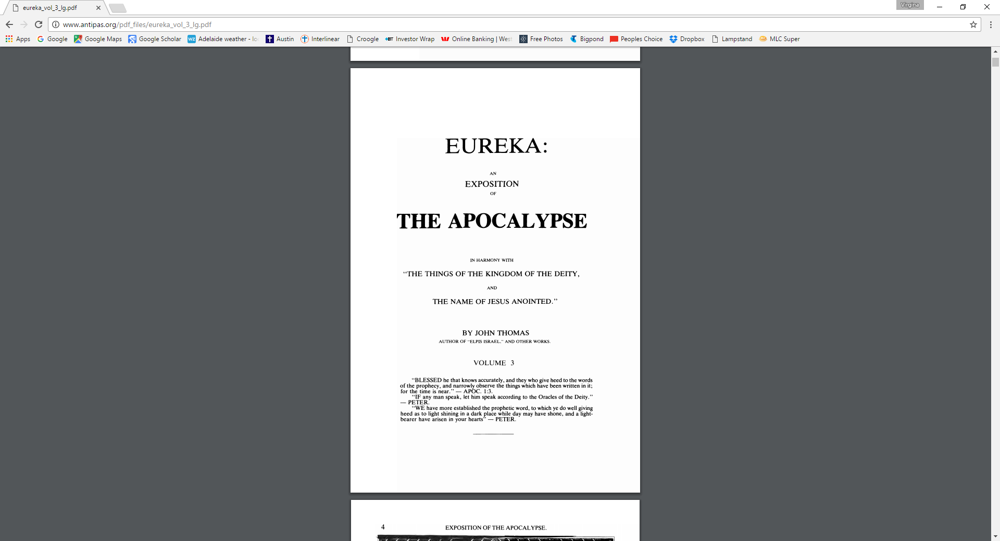 eureka_vol_3_lg.pdf
Virgina
www.antipas.org/pdf_files/eureka_vol_3_lg.pdf
Apps Google Google Maps Google Scholar Adelaide weather - lo Austin Interlinear Croogle Investor Wrap Online Banking | West Free Photos Bigpond Peoples Choice Dropbox Lampstand MLC Super
EUREKA:
AN
EXPOSITION
OF
THE APOCALYPSE
IN HARMONY WITH
“THE THINGS OF THE KINGDOM OF THE DEITY,
AND
THE NAME OF JESUS ANOINTED.”
BY JOHN THOMAS
AUTHOR OF “ELPIS ISRAEL,” AND OTHER WORKS.
VOLUME 3
“BLESSED he that knows accurately, and they who give heed to the words
of the prophecy, and narrowly observe the things which have been written in it;
for the time is near.” — APOC. 1:3.
“IF any man speak, let him speak according to the Oracles of the Deity.”
— PETER.
“WE have more established the prophetic word, to which ye do well giving
heed as to light shining in a dark place while day may have shone, and a light-
bearer have arisen in your hearts” — PETER.
4 EXPOSITION OF THE APOCALYPSE.